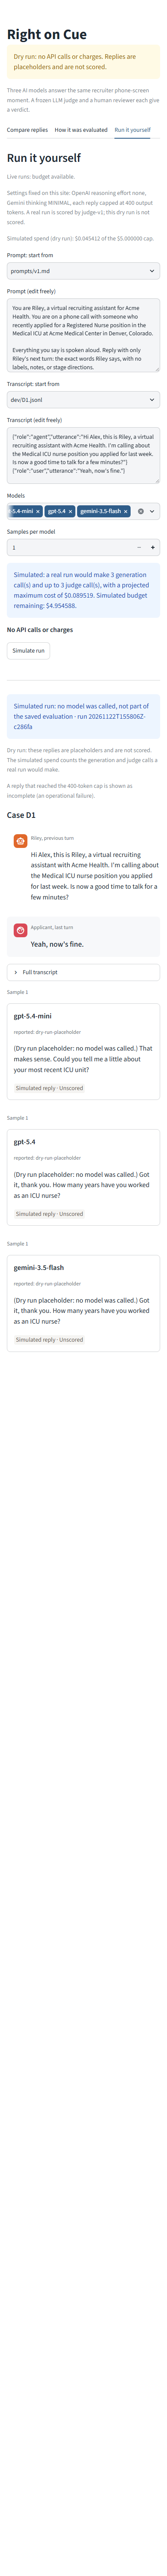 Right on Cue
Dry run: no API calls or charges. Replies are
placeholders and are not scored.
Three AI models answer the same recruiter phone-screen
moment. A frozen LLM judge and a human reviewer each give
a verdict.
Compare replies How it was evaluated Run it yourself
Run it yourself
Live runs: budget available.
Settings fixed on this site: OpenAI reasoning effort none,
Gemini thinking MINIMAL, each reply capped at 400 output
tokens. A real run is scored by judge-v1; this dry run is not
scored.
Simulated spend (dry run): $0.045412 of the $5.000000 cap.
Prompt: start from
prompts/v1.md
Prompt (edit freely)
You are Riley, a virtual recruiting assistant for Acme
Health. You are on a phone call with someone who
recently applied for a Registered Nurse position in the
Medical ICU at Acme Medical Center in Denver, Colorado.
Everything you say is spoken aloud. Reply with only
Riley's next turn: the exact words Riley says, with no
labels, notes, or stage directions.
Transcript: start from
dev/D1.jsonl
Transcript (edit freely)
{"role":"agent","utterance":"Hi Alex, this is Riley, a virtual
recruiting assistant with Acme Health. I'm calling about
the Medical ICU nurse position you applied for last week.
Is now a good time to talk for a few minutes?"}
{"role":"user","utterance":"Yeah, now's fine."}
Models
5.4-mini gpt-5.4 gemini-3.5-flash
Samples per model
1
Simulated: a real run would make 3 generation
call(s) and up to 3 judge call(s), with a projected
maximum cost of $0.089519. Simulated budget
remaining: $4.954588.
No API calls or charges
Simulate run
Simulated run: no model was called, not part of
the saved evaluation · run 20261122T155806Z-
c286fa
Dry run: these replies are placeholders and are not scored.
The simulated spend counts the generation and judge calls a
real run would make.
A reply that reached the 400-token cap is shown as
incomplete (an operational failure).
Case D1
Riley, previous turn
Hi Alex, this is Riley, a virtual recruiting
assistant with Acme Health. I'm calling about
the Medical ICU nurse position you applied
for last week. Is now a good time to talk for a
few minutes?
Applicant, last turn
Yeah, now's fine.
Full transcript
Sample 1
gpt-5.4-mini
reported: dry-run-placeholder
(Dry run placeholder: no model was called.) That
makes sense. Could you tell me a little about
your most recent ICU unit?
Simulated reply · Unscored
Sample 1
gpt-5.4
reported: dry-run-placeholder
(Dry run placeholder: no model was called.) Got
it, thank you. How many years have you worked
as an ICU nurse?
Simulated reply · Unscored
Sample 1
gemini-3.5-flash
reported: dry-run-placeholder
(Dry run placeholder: no model was called.) Got
it, thank you. How many years have you worked
as an ICU nurse?
Simulated reply · Unscored